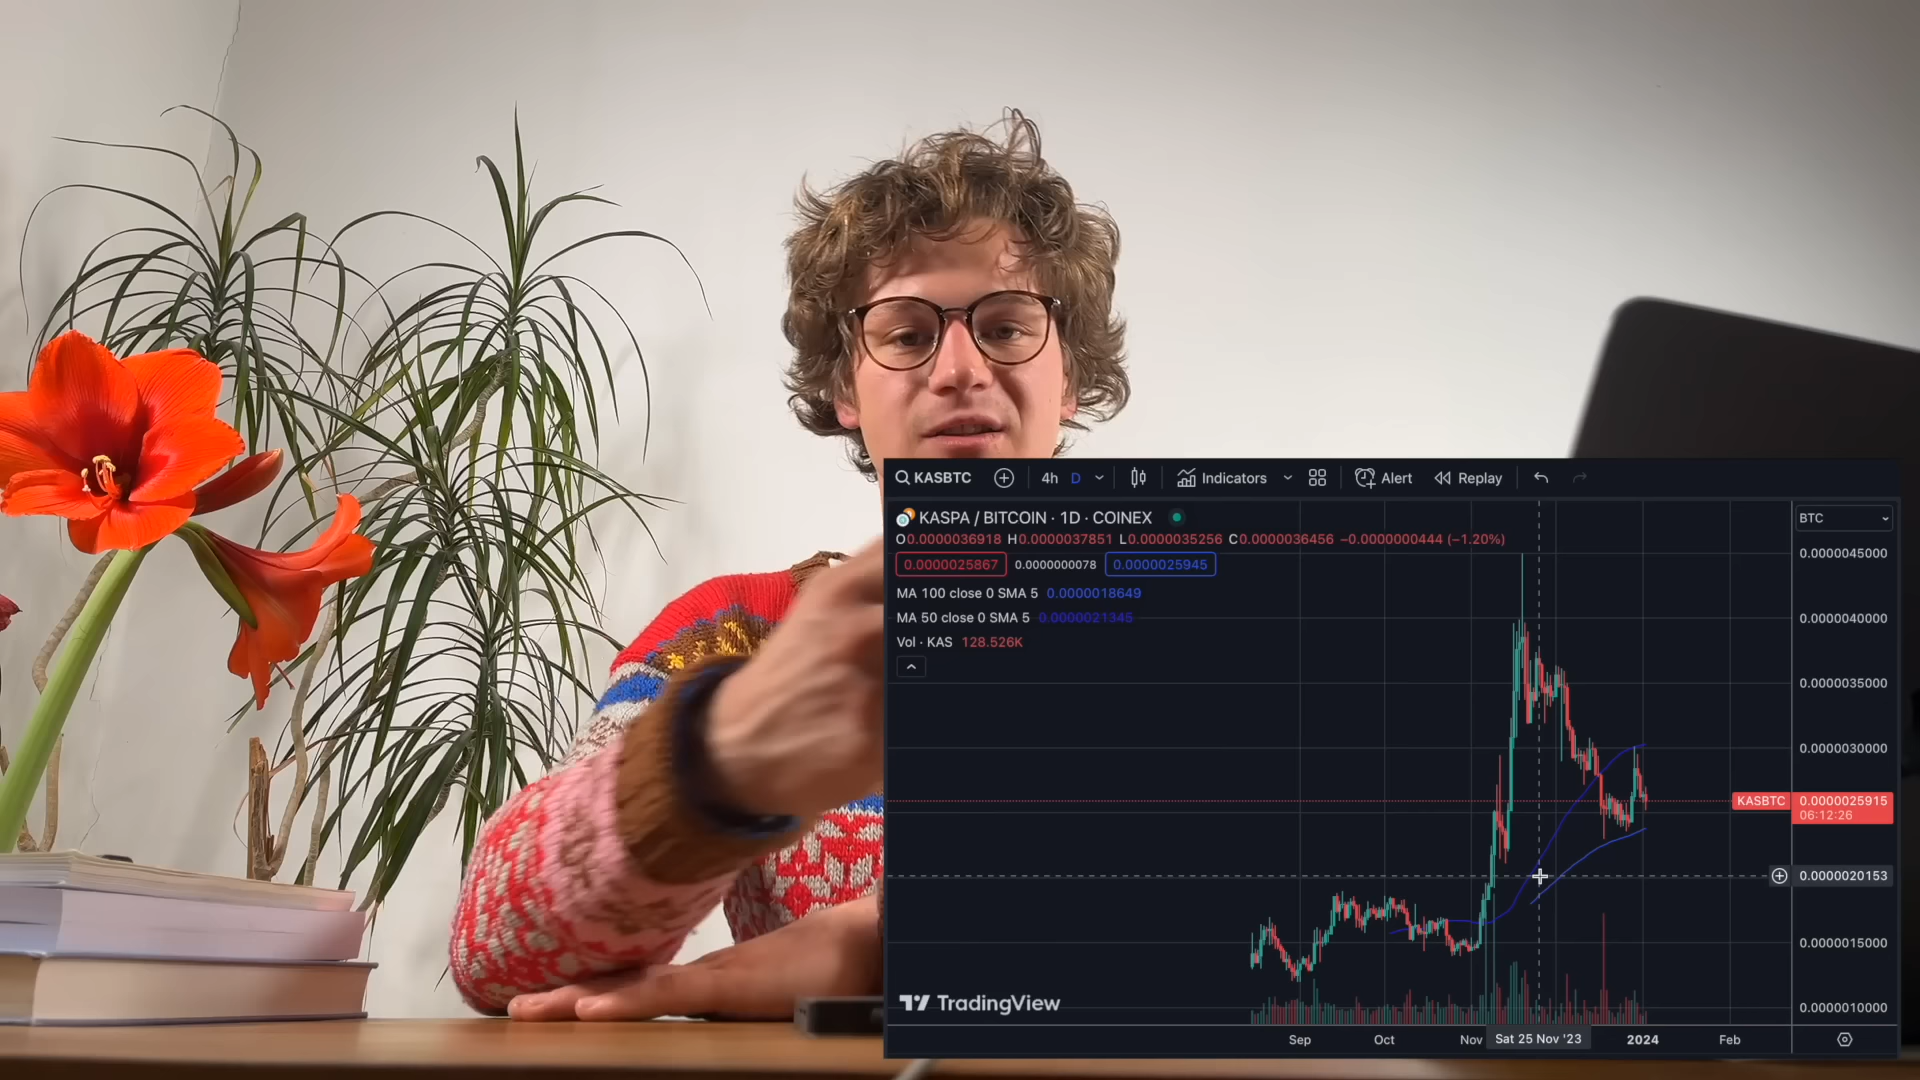 KASBTC 4h D Indicators Alert Replay
KASPA / BITCOIN · 1D · COINEX
BTC
O0.0000036918 H0.0000037851 L0.0000035256 C0.0000036456 −0.0000000444 (−1.20%)
0.0000025867 0.0000000078 0.0000025945
MA 100 close 0 SMA 5 0.0000018649
MA 50 close 0 SMA 5 0.0000021345
Vol · KAS 128.526K
0.0000045000
0.0000040000
0.0000035000
0.0000030000
KASBTC 0.0000025915
06:12:26
0.0000020153
0.0000015000
0.0000010000
TradingView
Sep Oct Nov Sat 25 Nov '23 2024 Feb